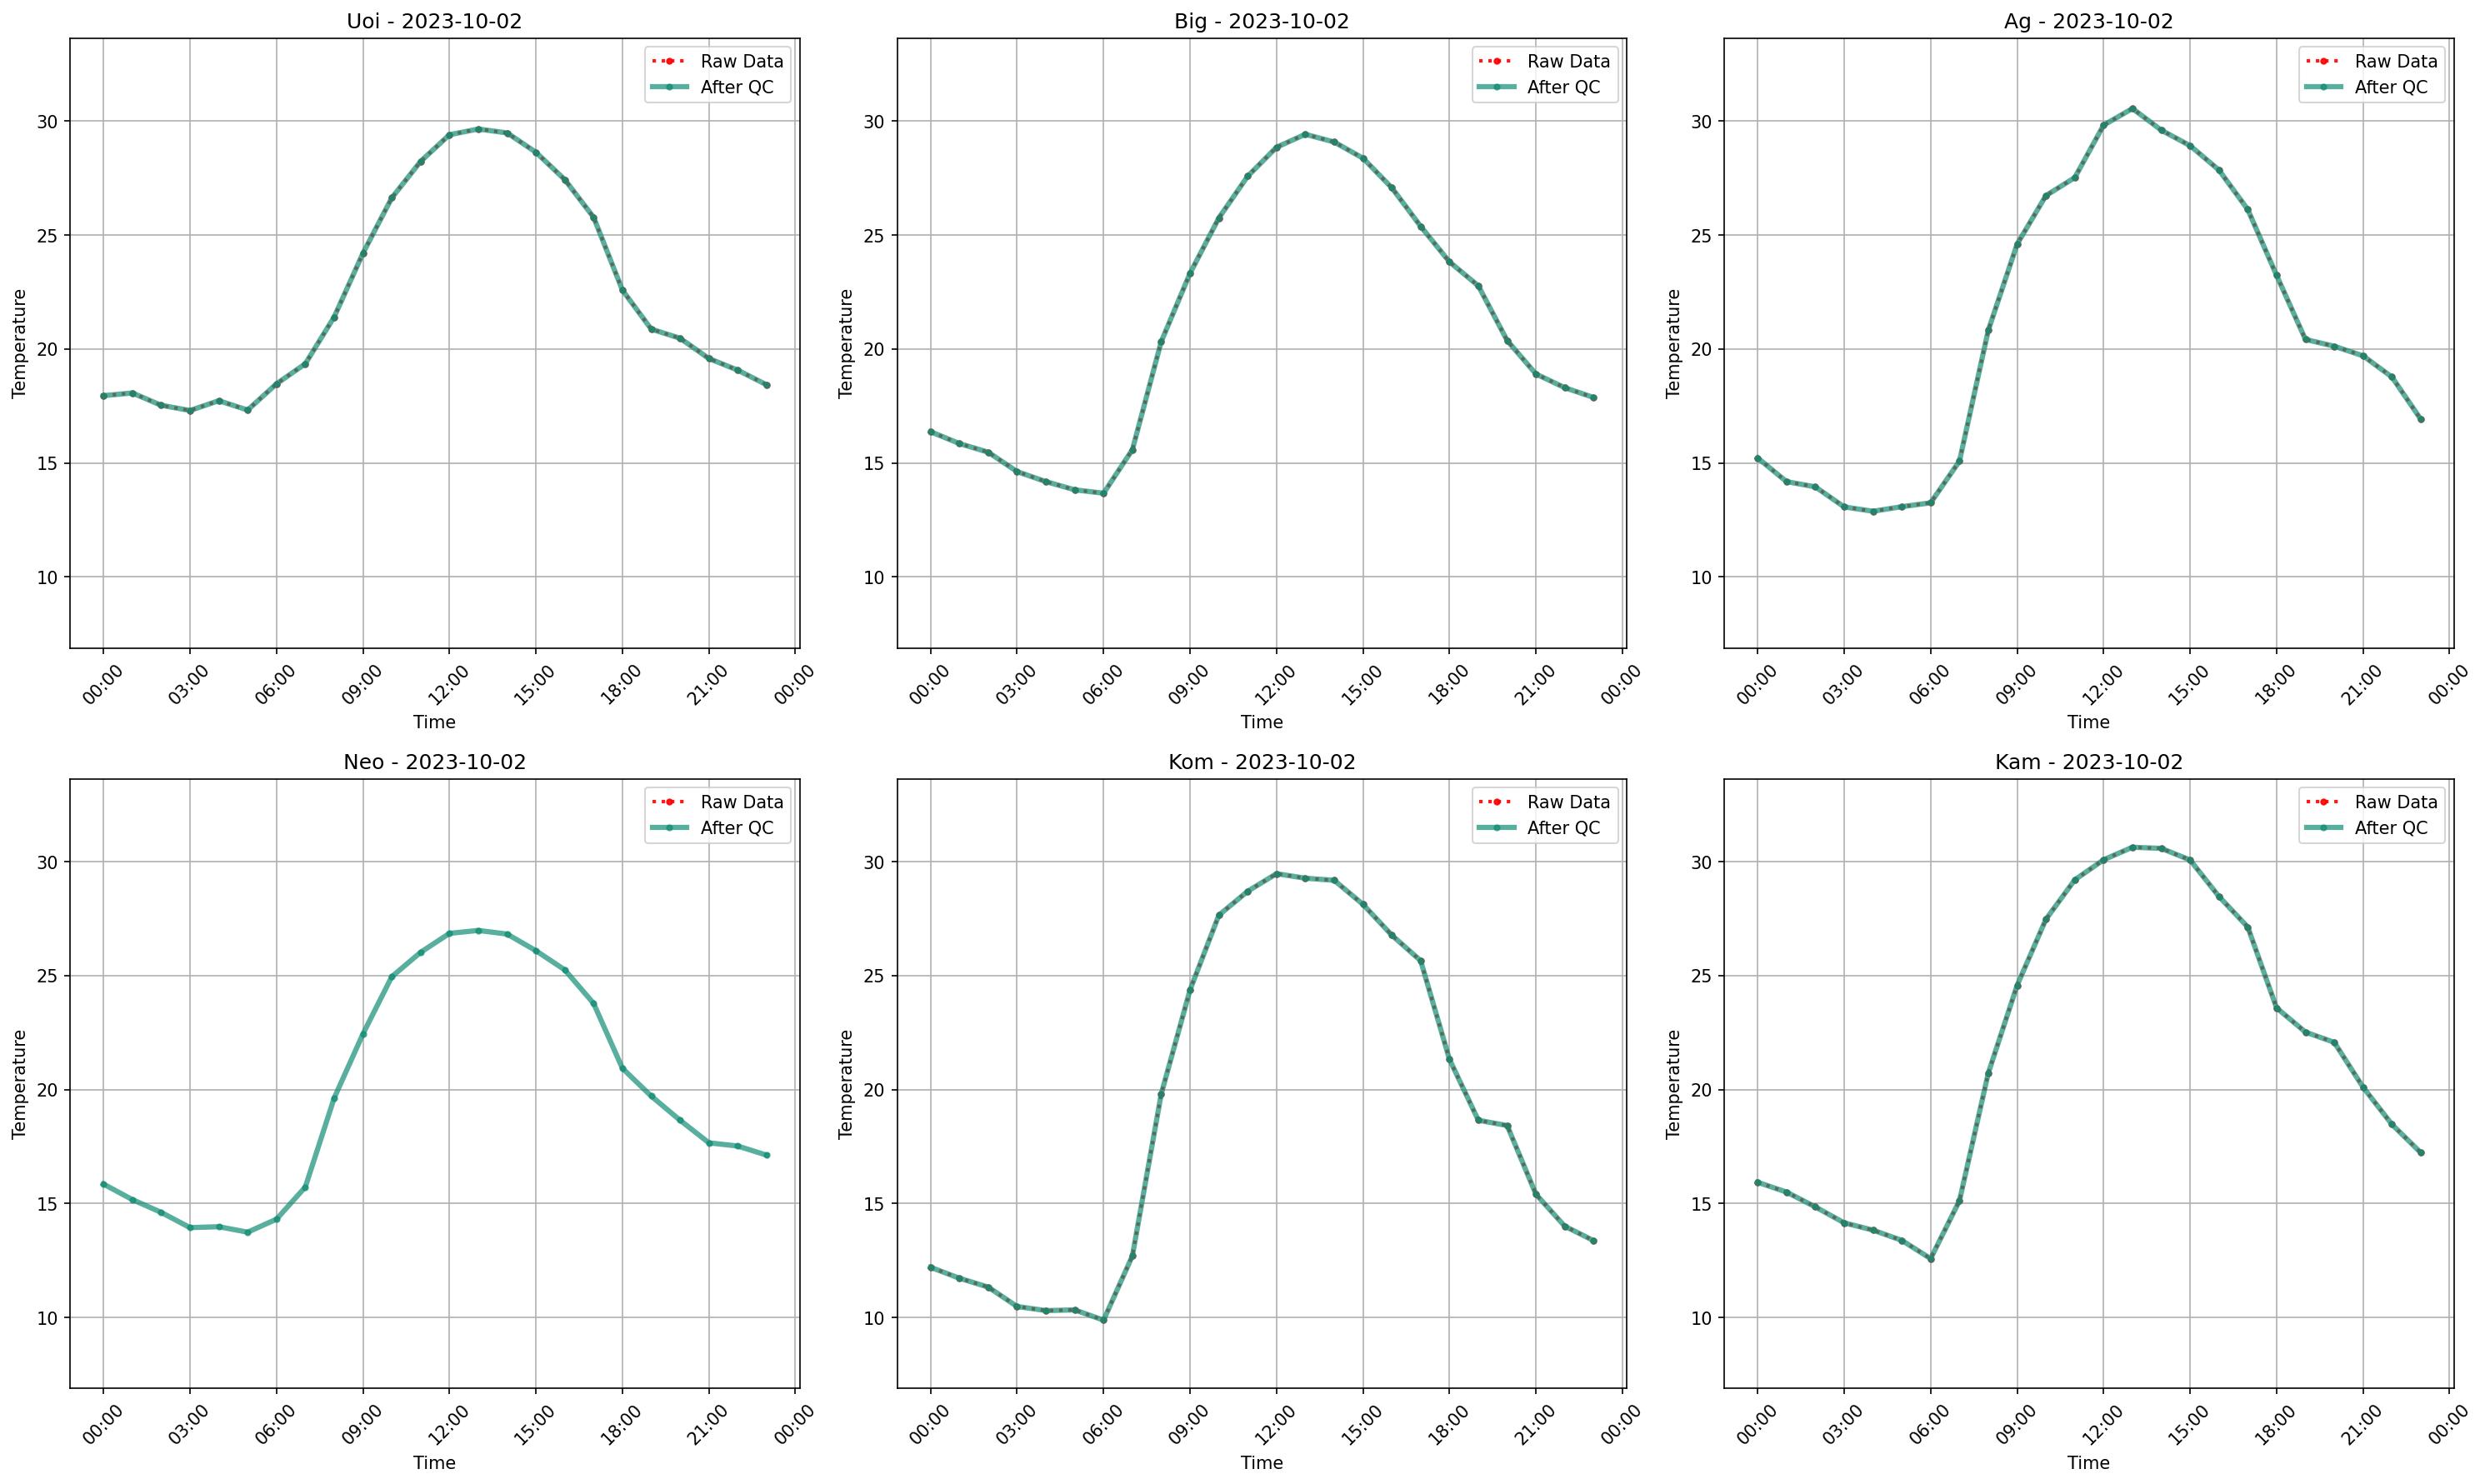 Uoi - 2023-10-02
Raw Data
After QC
Temperature
30
25
20
15
10
00:00
03:00
06:00
09:00
12:00
15:00
18:00
21:00
00:00
Time
Big - 2023-10-02
Raw Data
After QC
Temperature
30
25
20
15
10
00:00
03:00
06:00
09:00
12:00
15:00
18:00
21:00
00:00
Time
Ag - 2023-10-02
Raw Data
After QC
Temperature
30
25
20
15
10
00:00
03:00
06:00
09:00
12:00
15:00
18:00
21:00
00:00
Time
Neo - 2023-10-02
Raw Data
After QC
Temperature
30
25
20
15
10
00:00
03:00
06:00
09:00
12:00
15:00
18:00
21:00
00:00
Time
Kom - 2023-10-02
Raw Data
After QC
Temperature
30
25
20
15
10
00:00
03:00
06:00
09:00
12:00
15:00
18:00
21:00
00:00
Time
Kam - 2023-10-02
Raw Data
After QC
Temperature
30
25
20
15
10
00:00
03:00
06:00
09:00
12:00
15:00
18:00
21:00
00:00
Time